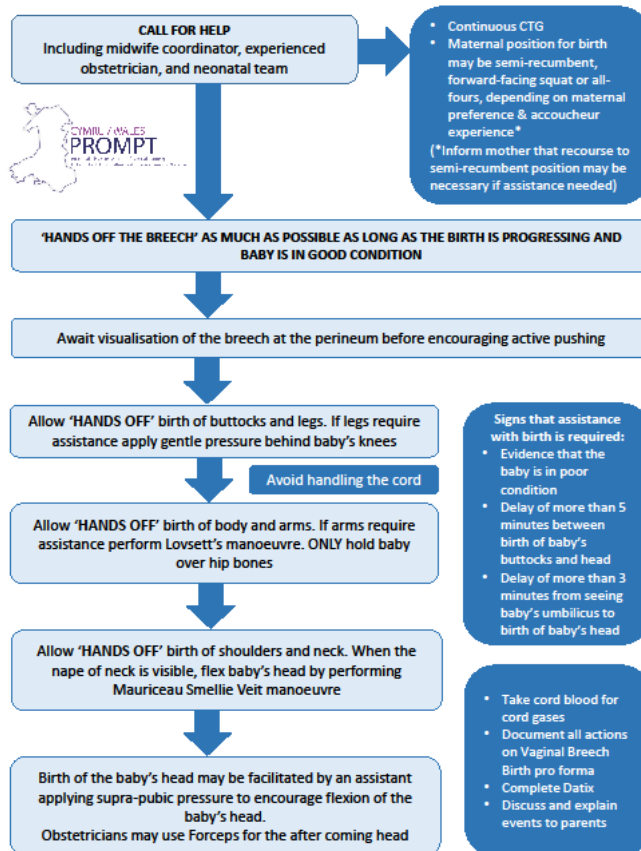 CALL FOR HELP
Including midwife coordinator, experienced
obstetrician, and neonatal team
• Continuous CTG
• Maternal position for birth
may be semi-recumbent,
forward-facing squat or all-
fours, depending on maternal
preference & accoucheur
experience*
(*Inform mother that recourse to
semi-recumbent position may be
necessary if assistance needed)
CYMRU / WALES
PROMPT
'HANDS OFF THE BREECH' AS MUCH AS POSSIBLE AS LONG AS THE BIRTH IS PROGRESSING AND
BABY IS IN GOOD CONDITION
Await visualisation of the breech at the perineum before encouraging active pushing
Allow 'HANDS OFF' birth of buttocks and legs. If legs require
assistance apply gentle pressure behind baby's knees
Avoid handling the cord
Allow 'HANDS OFF' birth of body and arms. If arms require
assistance perform Lovsett's manoeuvre. ONLY hold baby
over hip bones
Signs that assistance
with birth is required:
• Evidence that the
baby is in poor
condition
• Delay of more than 5
minutes between
birth of baby's
buttocks and head
• Delay of more than 3
minutes from seeing
baby's umbilicus to
birth of baby's head
Allow 'HANDS OFF' birth of shoulders and neck. When the
nape of neck is visible, flex baby's head by performing
Mauriceau Smellie Veit manoeuvre
Birth of the baby's head may be facilitated by an assistant
applying supra-pubic pressure to encourage flexion of the
baby's head.
Obstetricians may use Forceps for the after coming head
• Take cord blood for
cord gases
• Document all actions
on Vaginal Breech
Birth pro forma
• Complete Datix
• Discuss and explain
events to parents